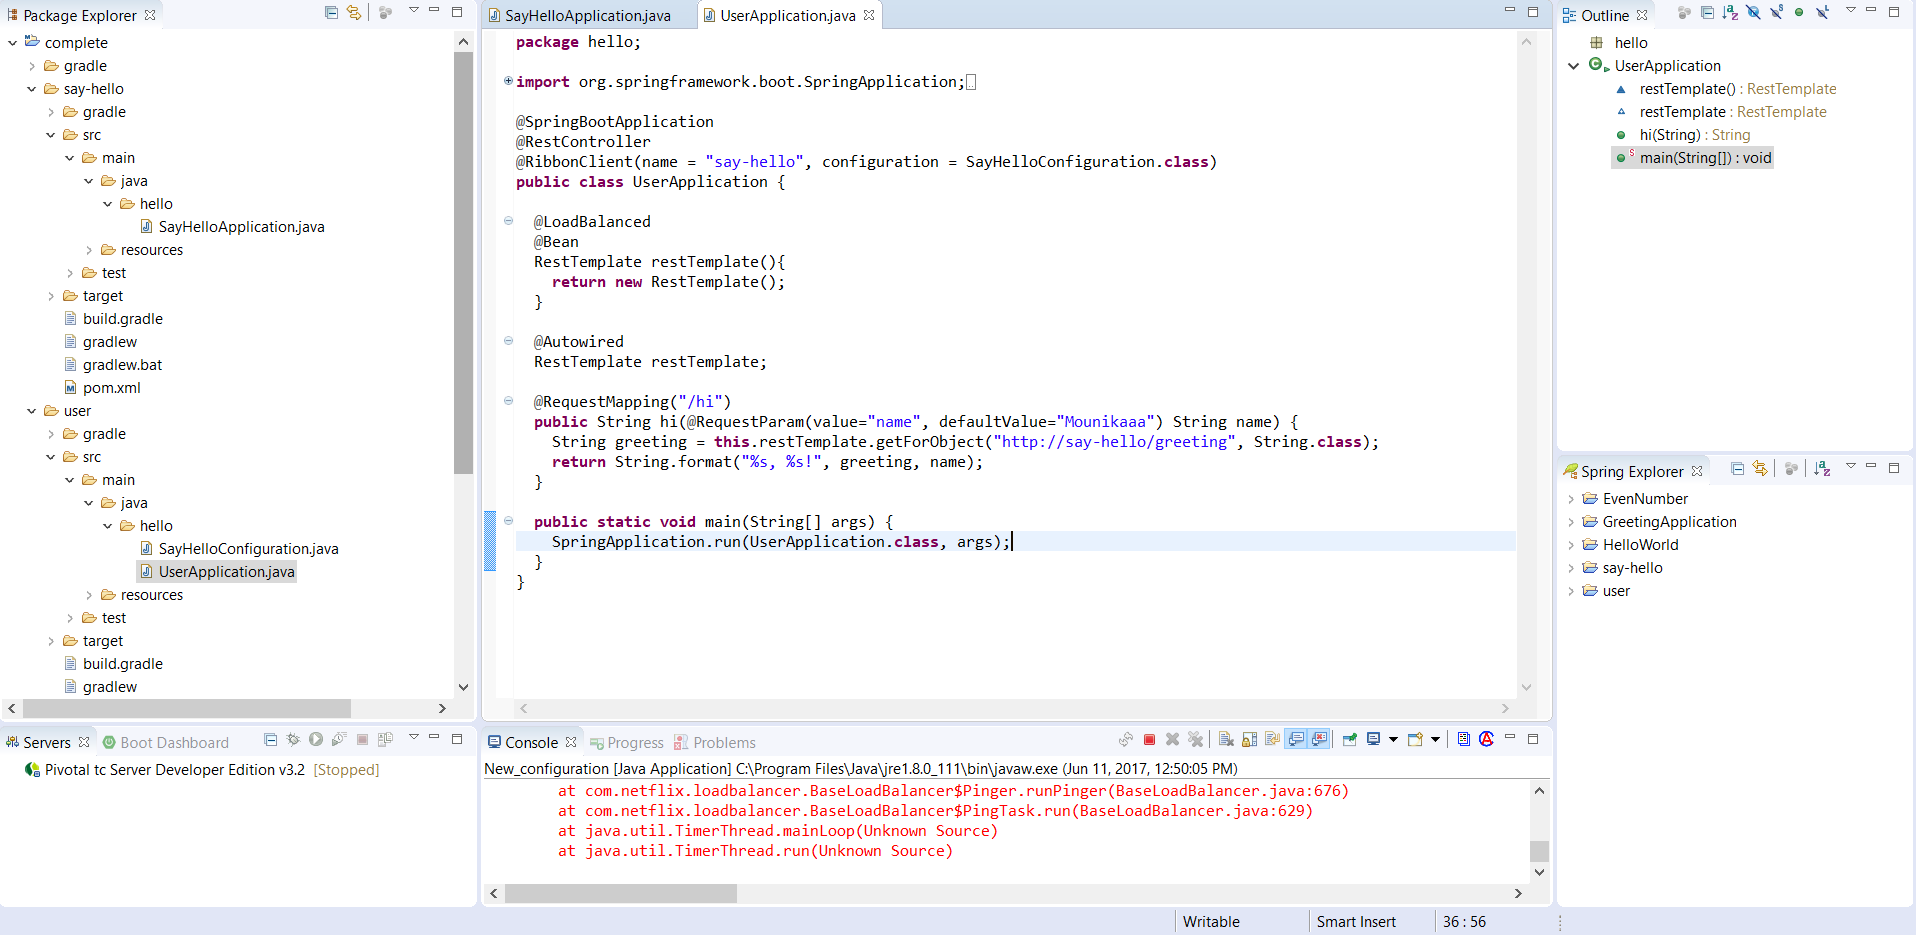 Package Explorer
complete
gradle
say-hello
gradle
src
main
java
hello
SayHelloApplication.java
resources
test
target
build.gradle
gradlew
gradlew.bat
pom.xml
user
gradle
src
main
java
hello
SayHelloConfiguration.java
UserApplication.java
resources
test
target
build.gradle
gradlew
SayHelloApplication.java
UserApplication.java
package hello;
import org.springframework.boot.SpringApplication;
@SpringBootApplication
@RestController
@RibbonClient(name = "say-hello", configuration = SayHelloConfiguration.class)
public class UserApplication {
@LoadBalanced
@Bean
RestTemplate restTemplate(){
return new RestTemplate();
}
@Autowired
RestTemplate restTemplate;
@RequestMapping("/hi")
public String hi(@RequestParam(value="name", defaultValue="Mounikaaa") String name) {
String greeting = this.restTemplate.getForObject("http://say-hello/greeting", String.class);
return String.format("%s, %s!", greeting, name);
}
public static void main(String[] args) {
SpringApplication.run(UserApplication.class, args);
}
}
Outline
hello
UserApplication
restTemplate() : RestTemplate
restTemplate : RestTemplate
hi(String) : String
main(String[]) : void
Spring Explorer
EvenNumber
GreetingApplication
HelloWorld
say-hello
user
Servers
Boot Dashboard
Pivotal tc Server Developer Edition v3.2 [Stopped]
Console
Progress
Problems
New_configuration [Java Application] C:\Program Files\Java\jre1.8.0_111\bin\javaw.exe (Jun 11, 2017, 12:50:05 PM)
at com.netflix.loadbalancer.BaseLoadBalancer$Pinger.runPinger(BaseLoadBalancer.java:676)
at com.netflix.loadbalancer.BaseLoadBalancer$PingTask.run(BaseLoadBalancer.java:629)
at java.util.TimerThread.mainLoop(Unknown Source)
at java.util.TimerThread.run(Unknown Source)
Writable
Smart Insert
36 : 56